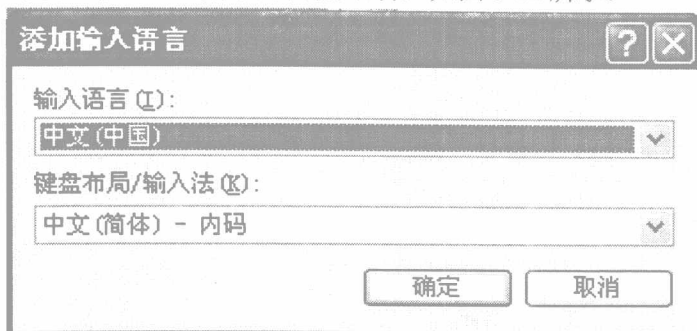 添加输入语言
输入语言(I):
中文(中国)
键盘布局/输入法(K):
中文(简体) - 内码
确定 取消